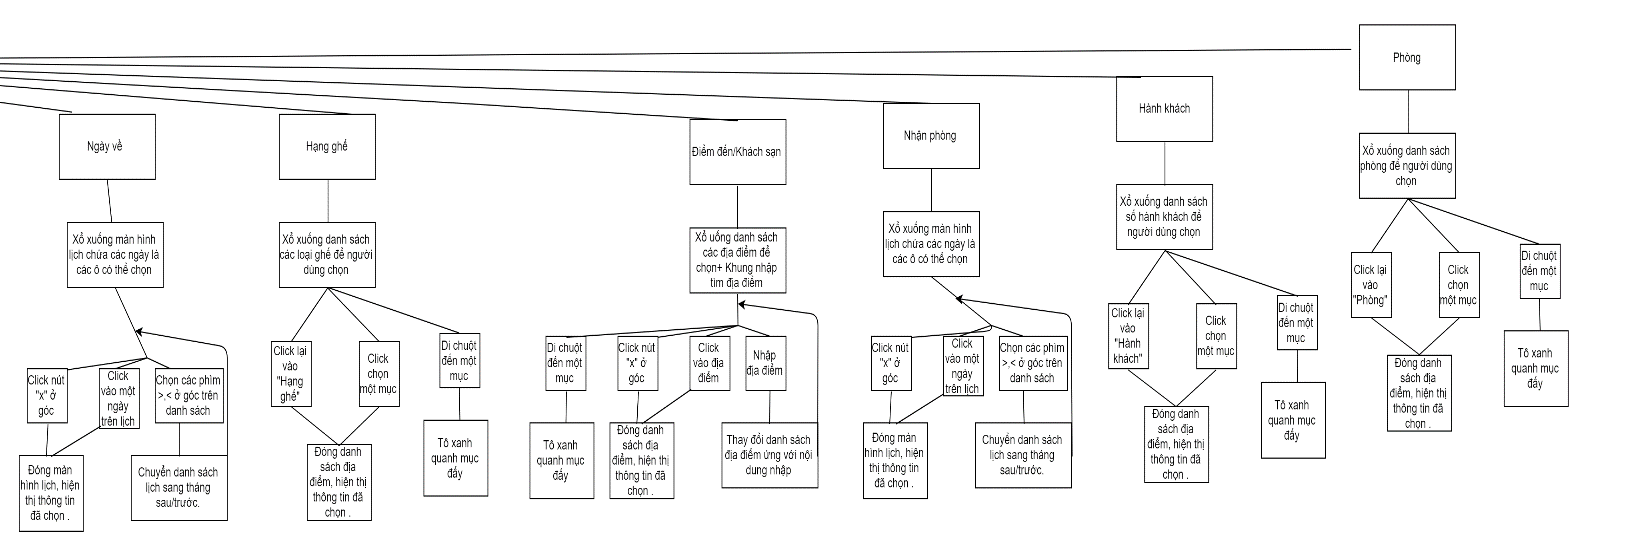 Phòng
Hành khách
Nhận phòng
Điểm đến/Khách sạn
Ngày về
Hạng ghế
Xổ xuống danh sách
phòng để người dùng
chọn
Xổ xuống danh sách
số hành khách để
người dùng chọn
Xổ xuống màn hình
lịch chứa các ngày là
các ô có thể chọn
Xổ uống danh sách
các địa điểm để
chọn+ Khung nhập
tìm địa điểm
Xổ xuống màn hình
lịch chứa các ngày là
các ô có thể chọn
Xổ xuống danh sách
các loại ghế để người
dùng chọn
Click nút
"x" ở
góc
Click
vào một
ngày
trên lịch
Chọn các phím
>,< ở góc trên
danh sách
Đóng màn
hình lịch, hiện
thị thông tin
đã chọn .
Chuyển danh sách
lịch sang tháng
sau/trước.
Click lại
vào
"Hạng
ghế"
Click
chọn
một mục
Di chuột
đến một
mục
Đóng danh
sách địa
điểm, hiện thị
thông tin đã
chọn .
Tô xanh
quanh mục
đấy
Di chuột
đến một
mục
Click nút
"x" ở
góc
Click
vào địa
điểm
Nhập
địa điểm
Tô xanh
quanh mục
đấy
Đóng danh
sách địa
điểm, hiện thị
thông tin đã
chọn .
Thay đổi danh sách
địa điểm ứng với nội
dung nhập
Click nút
"x" ở
góc
Click
vào một
ngày
trên lịch
Chọn các phìm
>,< ở góc trên
danh sách
Đóng màn
hình lịch, hiện
thị thông tin
đã chọn .
Chuyển danh sách
lịch sang tháng
sau/trước.
Click lại
vào
"Hành
khách"
Click
chọn
một mục
Di chuột
đến một
mục
Đóng danh
sách địa
điểm, hiện thị
thông tin đã
chọn .
Tô xanh
quanh mục
đấy
Click lại
vào
"Phòng"
Click
chọn
một mục
Di chuột
đến một
mục
Đóng danh
sách địa
điểm, hiện thị
thông tin đã
chọn .
Tô xanh
quanh mục
đấy